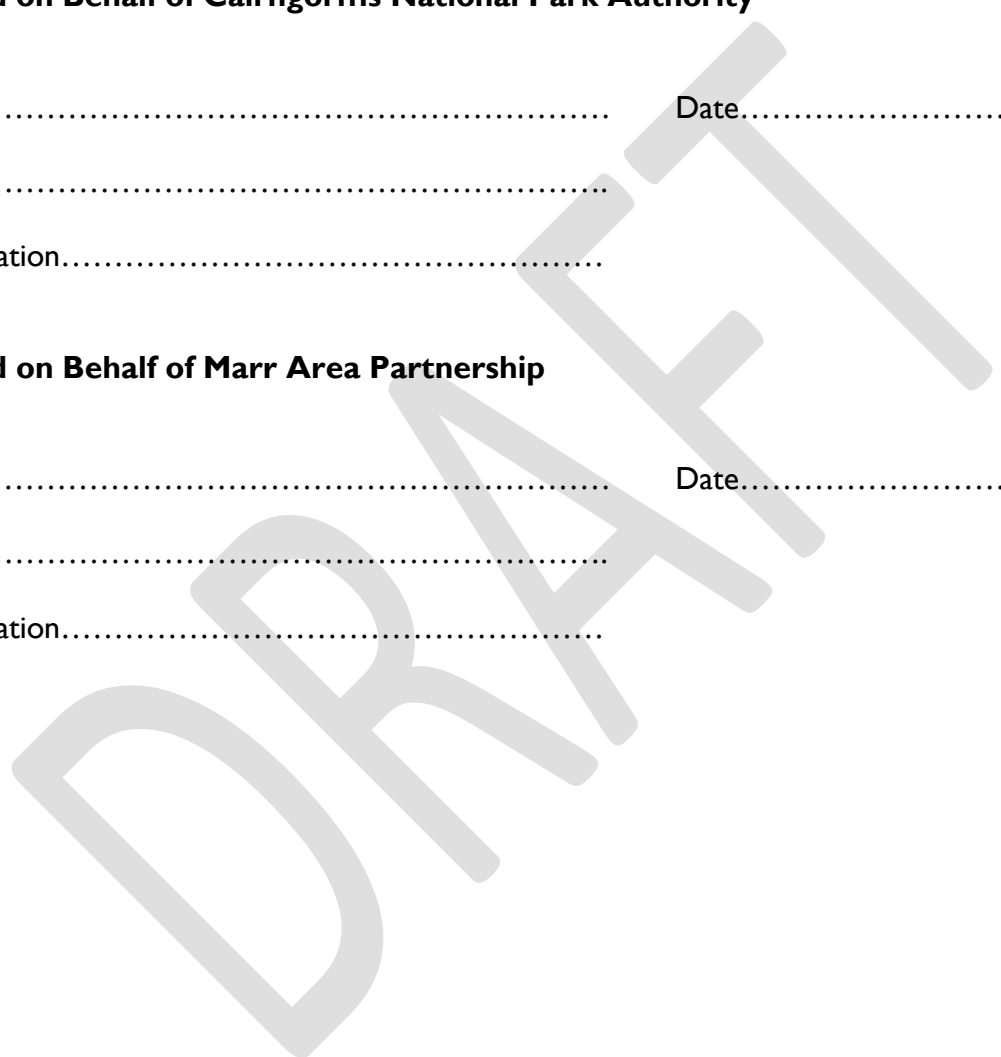 d on Behalf of Cairngorms National Park Authority
…………………………………………………………… Date………………………
…………………………………………………………..
ation……………………………………………………
d on Behalf of Marr Area Partnership
…………………………………………………………… Date………………………
…………………………………………………………..
ation……………………………………………………
DRAFT